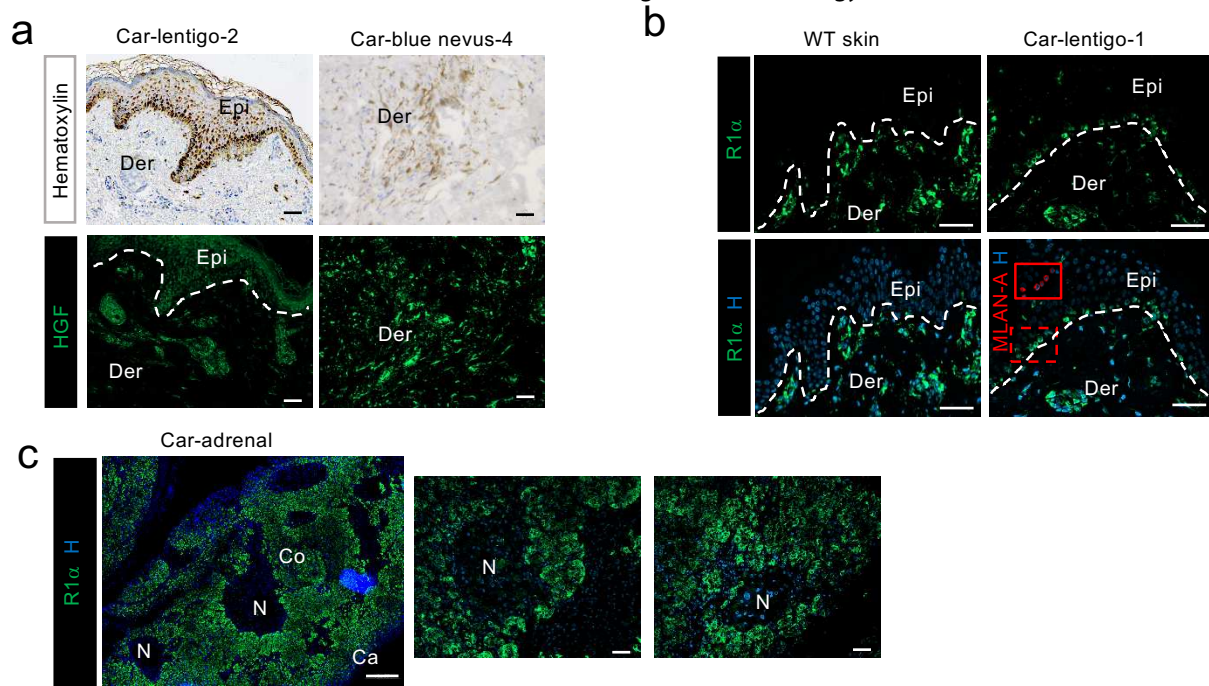 a
Car-lentigo-2
Car-blue nevus-4
Hematoxylin
Epi
Der
Der
HGF
Epi
Der
Der
b
WT skin
Car-lentigo-1
R1α
Epi
Der
Epi
Der
R1α H
Epi
Der
MLAN-A H
Epi
Der
c
Car-adrenal
R1α H
Co
N
N
Ca
N
N